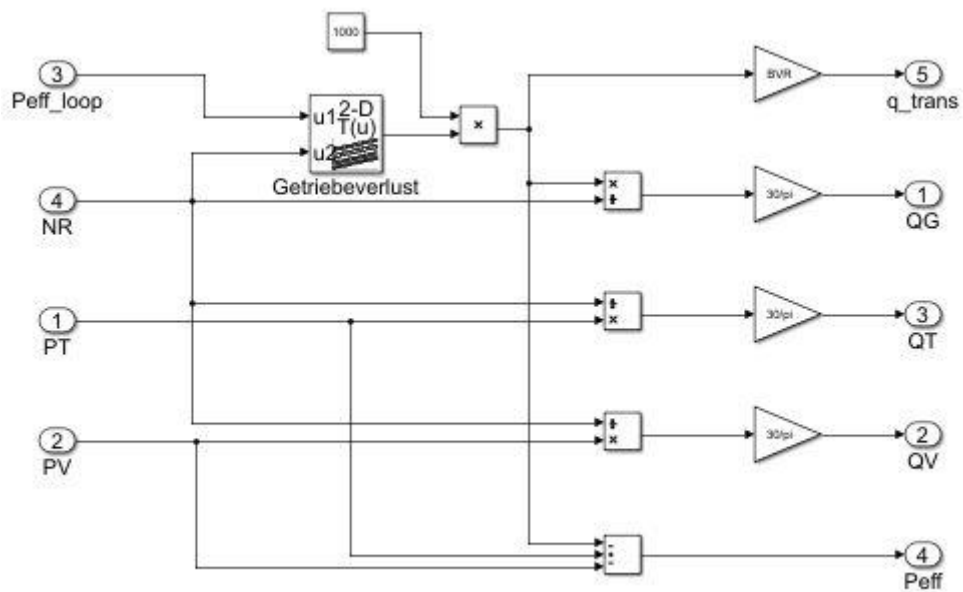 1000
3
Peff_loop
u1
2-D
T(u)
u2
Getriebeverlust
×
BVR
5
q_trans
4
NR
×
÷
30/pi
1
QG
1
PT
÷
×
30/pi
3
QT
2
PV
÷
×
30/pi
2
QV
-
+
-
4
Peff